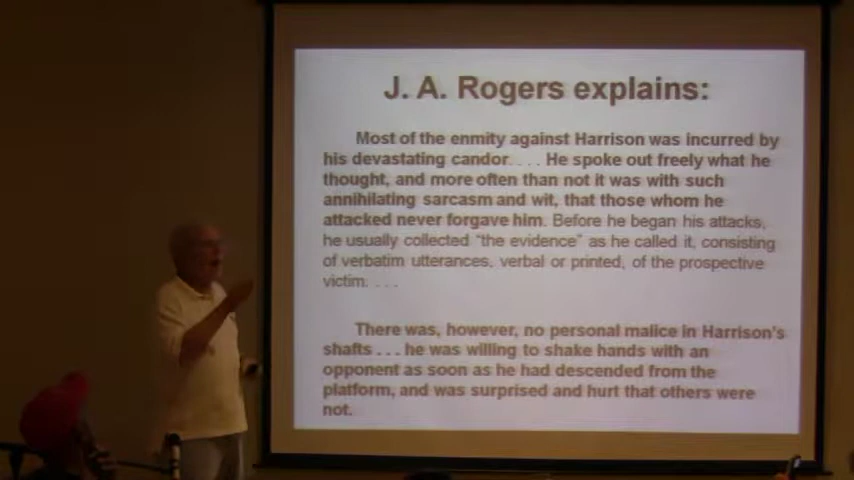 J. A. Rogers explains:
Most of the enmity against Harrison was incurred by
his devastating candor. . . . He spoke out freely what he
thought, and more often than not it was with such
annihilating sarcasm and wit, that those whom he
attacked never forgave him. Before he began his attacks,
he usually collected “the evidence” as he called it, consisting
of verbatim utterances, verbal or printed, of the prospective
victim. . . .
There was, however, no personal malice in Harrison's
shafts . . . he was willing to shake hands with an
opponent as soon as he had descended from the
platform, and was surprised and hurt that others were
not.